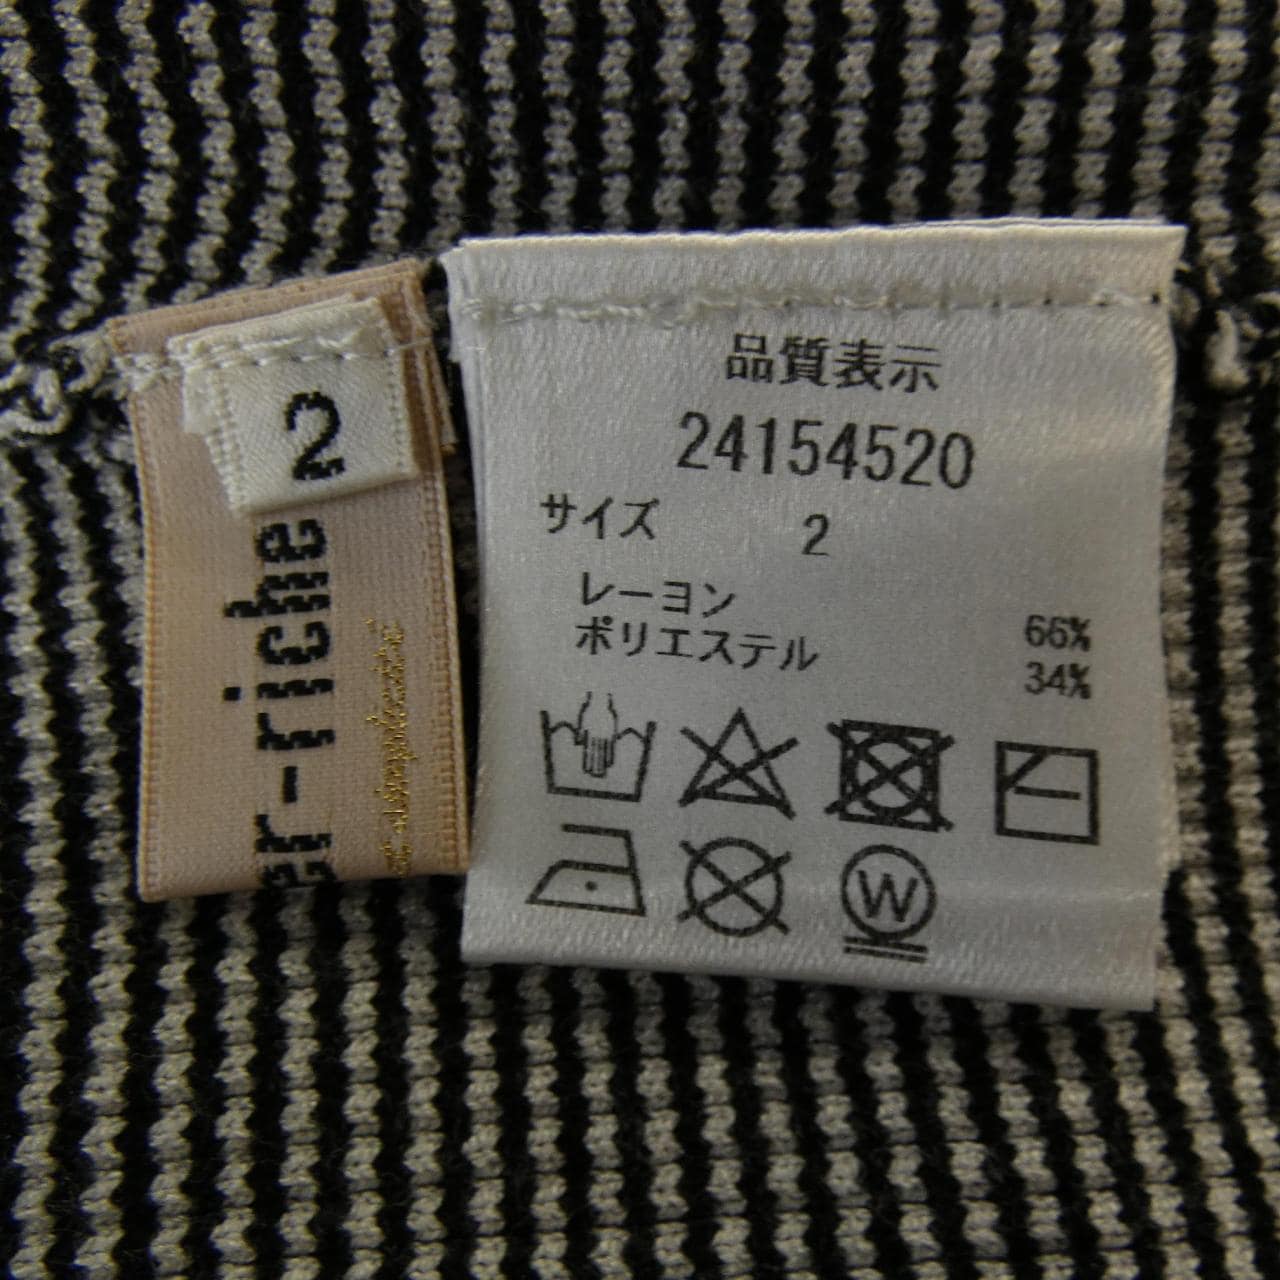 2
er-riche
品質表示
24154520
サイズ 2
レーヨン 66%
ポリエステル 34%
W